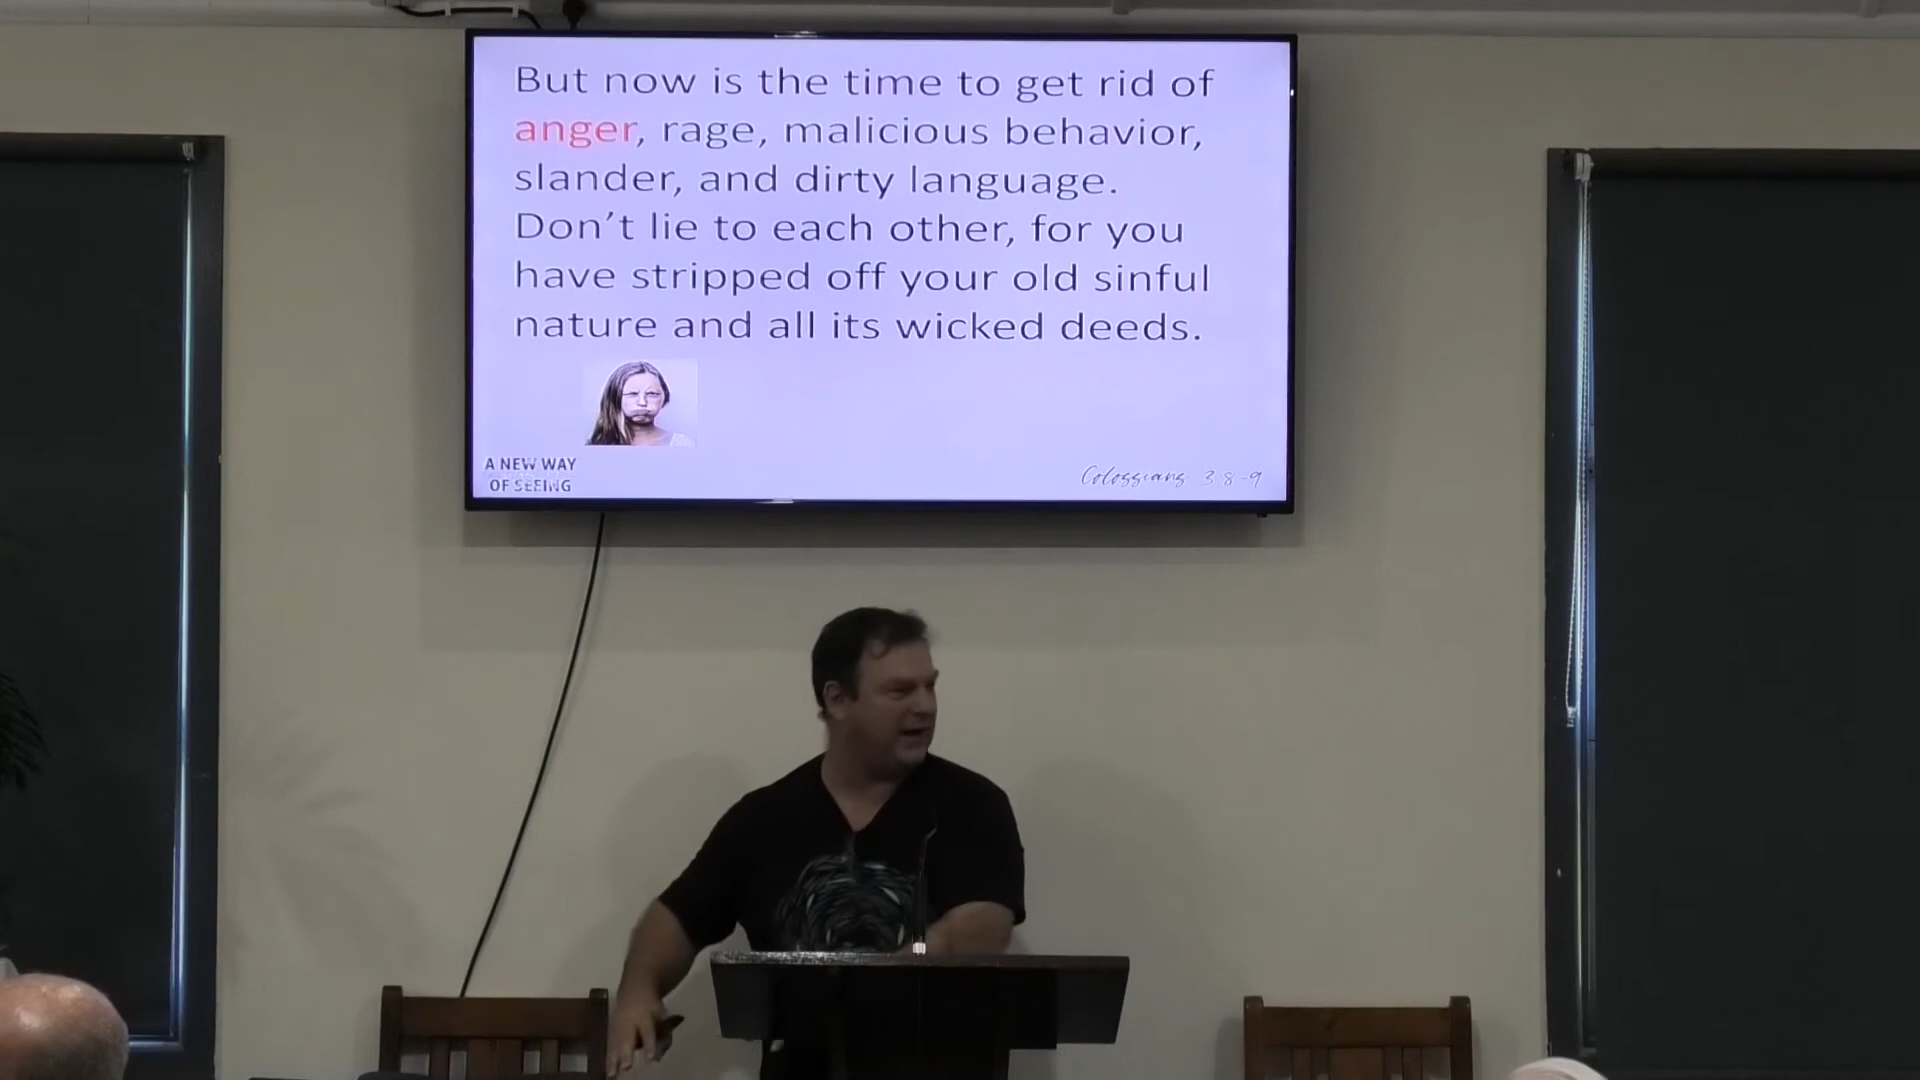 But now is the time to get rid of
anger, rage, malicious behavior,
slander, and dirty language.
Don't lie to each other, for you
have stripped off your old sinful
nature and all its wicked deeds.
A NEW WAY
OF SEEING
Colossians 3 8-9